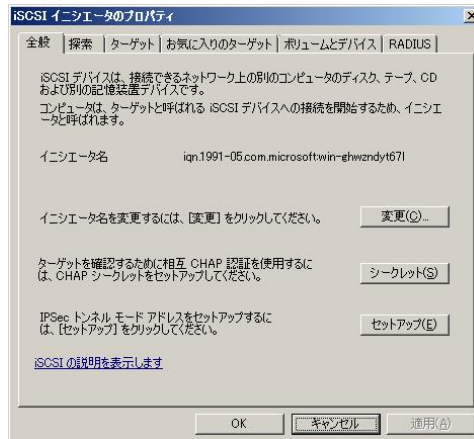 iSCSI イニシエータのプロパティ
全般 探索 ターゲット お気に入りのターゲット ボリュームとデバイス RADIUS
iSCSI デバイスは、接続できるネットワーク上の別のコンピュータのディスク、テープ、CD
および別の記憶装置デバイスです。
コンピュータは、ターゲットと呼ばれる iSCSI デバイスへの接続を開始するため、イニシエ
ータと呼ばれます。
イニシエータ名 iqn.1991-05.com.microsoft:win-ghwzndyt67l
イニシエータ名を変更するには、[変更] をクリックしてください。 変更(C)...
ターゲットを確認するために相互 CHAP 認証を使用するに
は、CHAP シークレットをセットアップしてください。 シークレット(S)
IPSec トンネル モード アドレスをセットアップするに
は、[セットアップ] をクリックしてください。 セットアップ(E)
iSCSI の説明を表示します
OK キャンセル 適用(A)